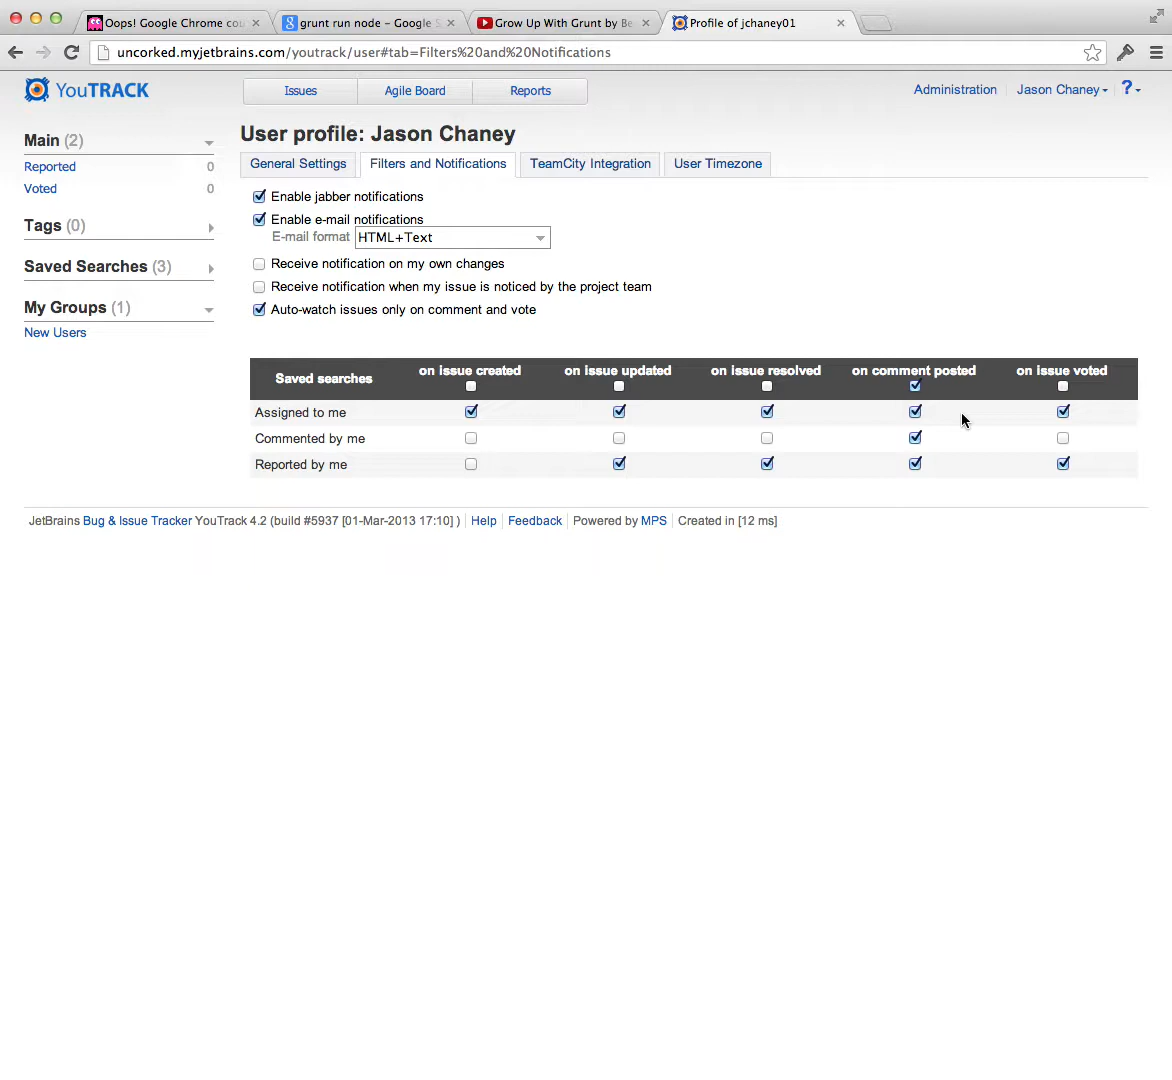 Oops! Google Chrome cou
grunt run node – Google S
Grow Up With Grunt by Be
Profile of jchaney01
uncorked.myjetbrains.com/youtrack/user#tab=Filters%20and%20Notifications
YouTRACK
Issues
Agile Board
Reports
Administration
Jason Chaney
?
Main (2)
Reported 0
Voted 0
Tags (0)
Saved Searches (3)
My Groups (1)
New Users
User profile: Jason Chaney
General Settings
Filters and Notifications
TeamCity Integration
User Timezone
Enable jabber notifications
Enable e-mail notifications
E-mail format HTML+Text
Receive notification on my own changes
Receive notification when my issue is noticed by the project team
Auto-watch issues only on comment and vote
Saved searches on issue created on issue updated on issue resolved on comment posted on issue voted
Assigned to me
Commented by me
Reported by me
JetBrains Bug & Issue Tracker YouTrack 4.2 (build #5937 [01-Mar-2013 17:10] ) Help Feedback Powered by MPS Created in [12 ms]